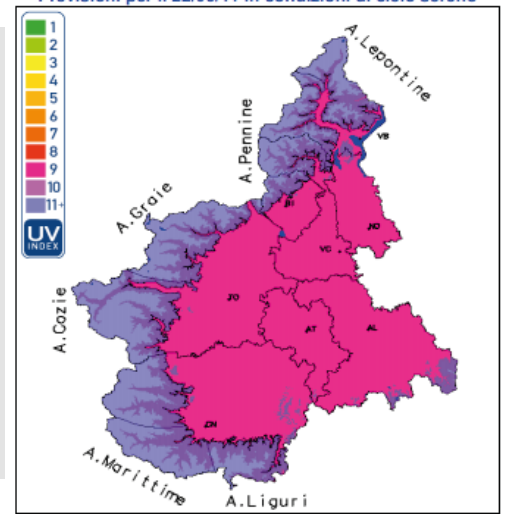 1
2
3
4
5
6
7
8
9
10
11+
UV
INDEX
A.Lepontine
A.Pennine
A.Graie
A.Cozie
A.Marittime
A.Liguri
VB
BI
NO
VC
TO
AT
AL
CN